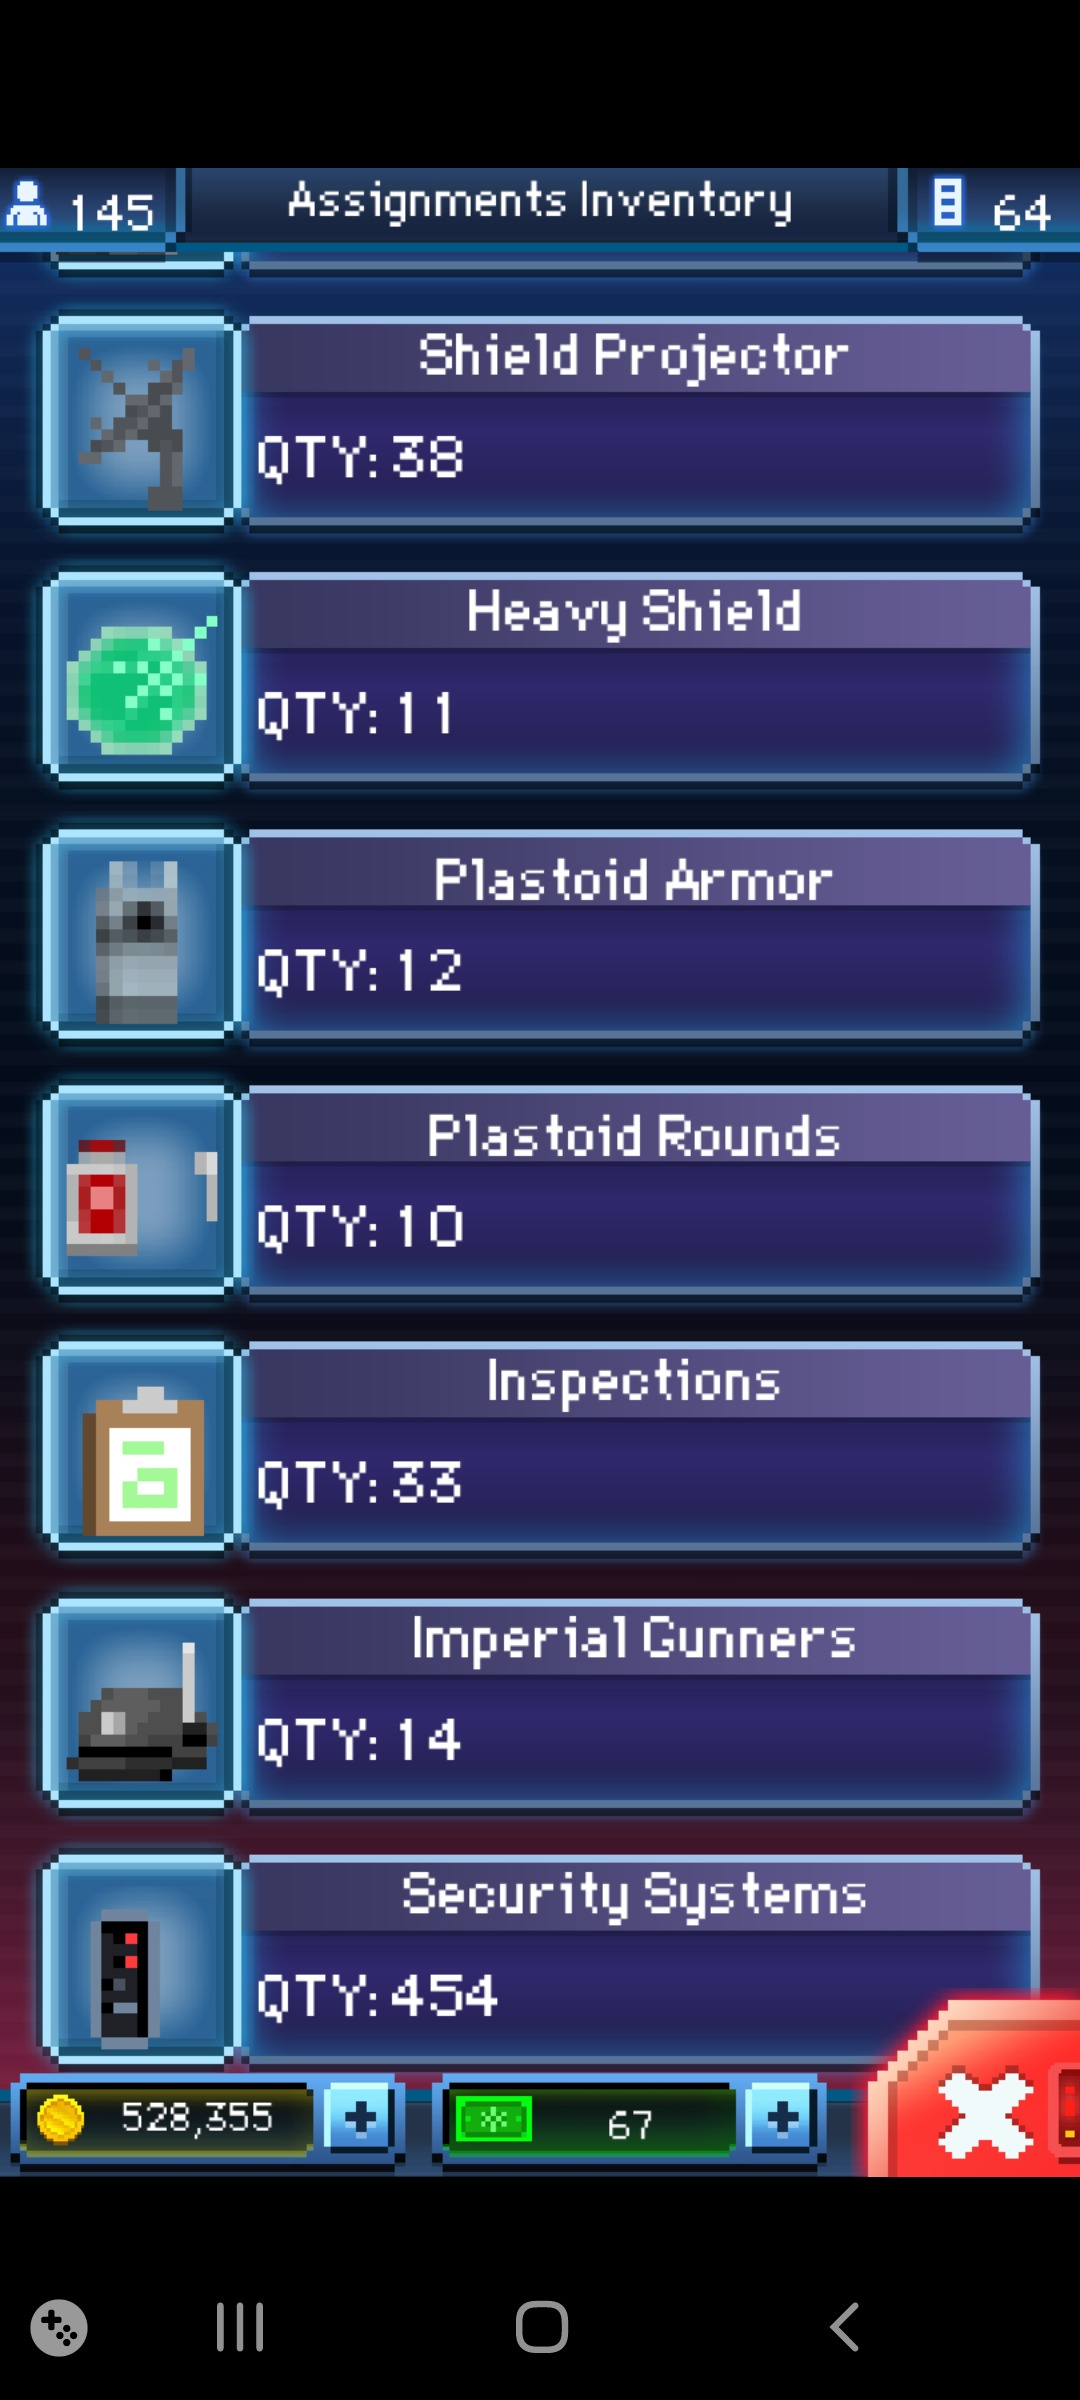 145
Assignments Inventory
64
Shield Projector
QTY: 38
Heavy Shield
QTY: 11
Plastoid Armor
QTY: 12
Plastoid Rounds
QTY: 10
Inspections
QTY: 33
Imperial Gunners
QTY: 14
Security Systems
QTY: 454
528,355
67